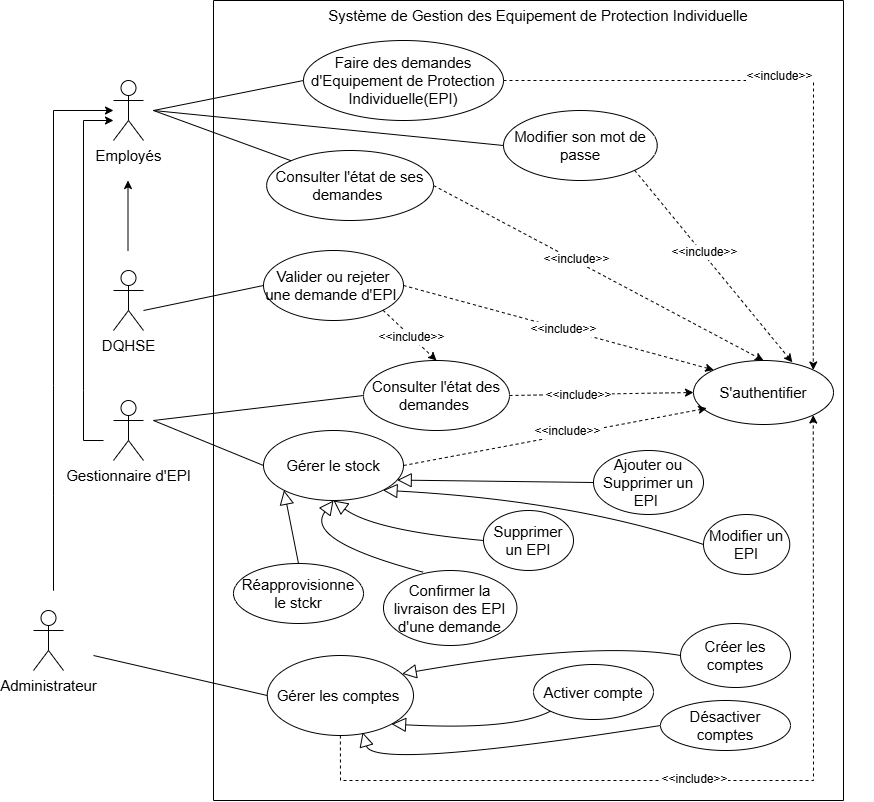 Système de Gestion des Equipement de Protection Individuelle
Faire des demandes
d'Equipement de Protection
Individuelle(EPI)
<<include>>
Employés
Modifier son mot de
passe
Consulter l'état de ses
demandes
<<include>>
<<include>>
Valider ou rejeter
une demande d'EPI
<<include>>
<<include>>
DQHSE
Consulter l'état des
demandes
<<include>>
S'authentifier
<<include>>
Gestionnaire d'EPI
Gérer le stock
Ajouter ou
Supprimer un
EPI
Supprimer
un EPI
Modifier un
EPI
Réapprovisionne
le stckr
Confirmer la
livraison des EPI
d'une demande
Administrateur
Gérer les comptes
Créer les
comptes
Activer compte
Désactiver
comptes
<<include>>